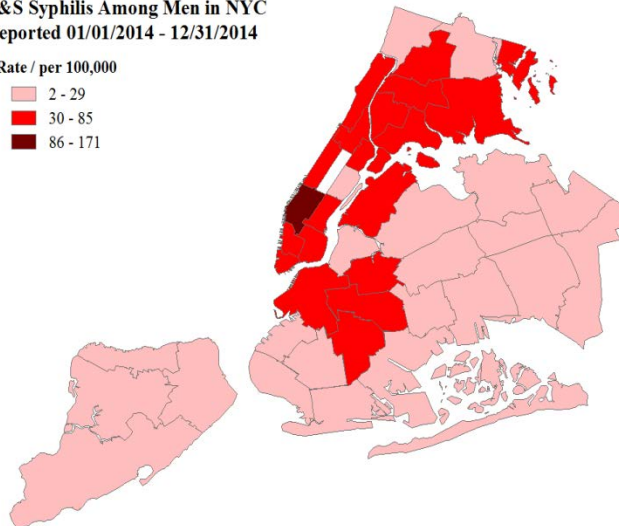 &S Syphilis Among Men in NYC
eported 01/01/2014 - 12/31/2014
Rate / per 100,000
2 - 29
30 - 85
86 - 171